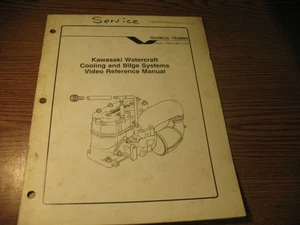 Service
TECHNICAL TRAINING
Kawasaki Watercraft
Cooling and Bilge Systems
Video Reference Manual